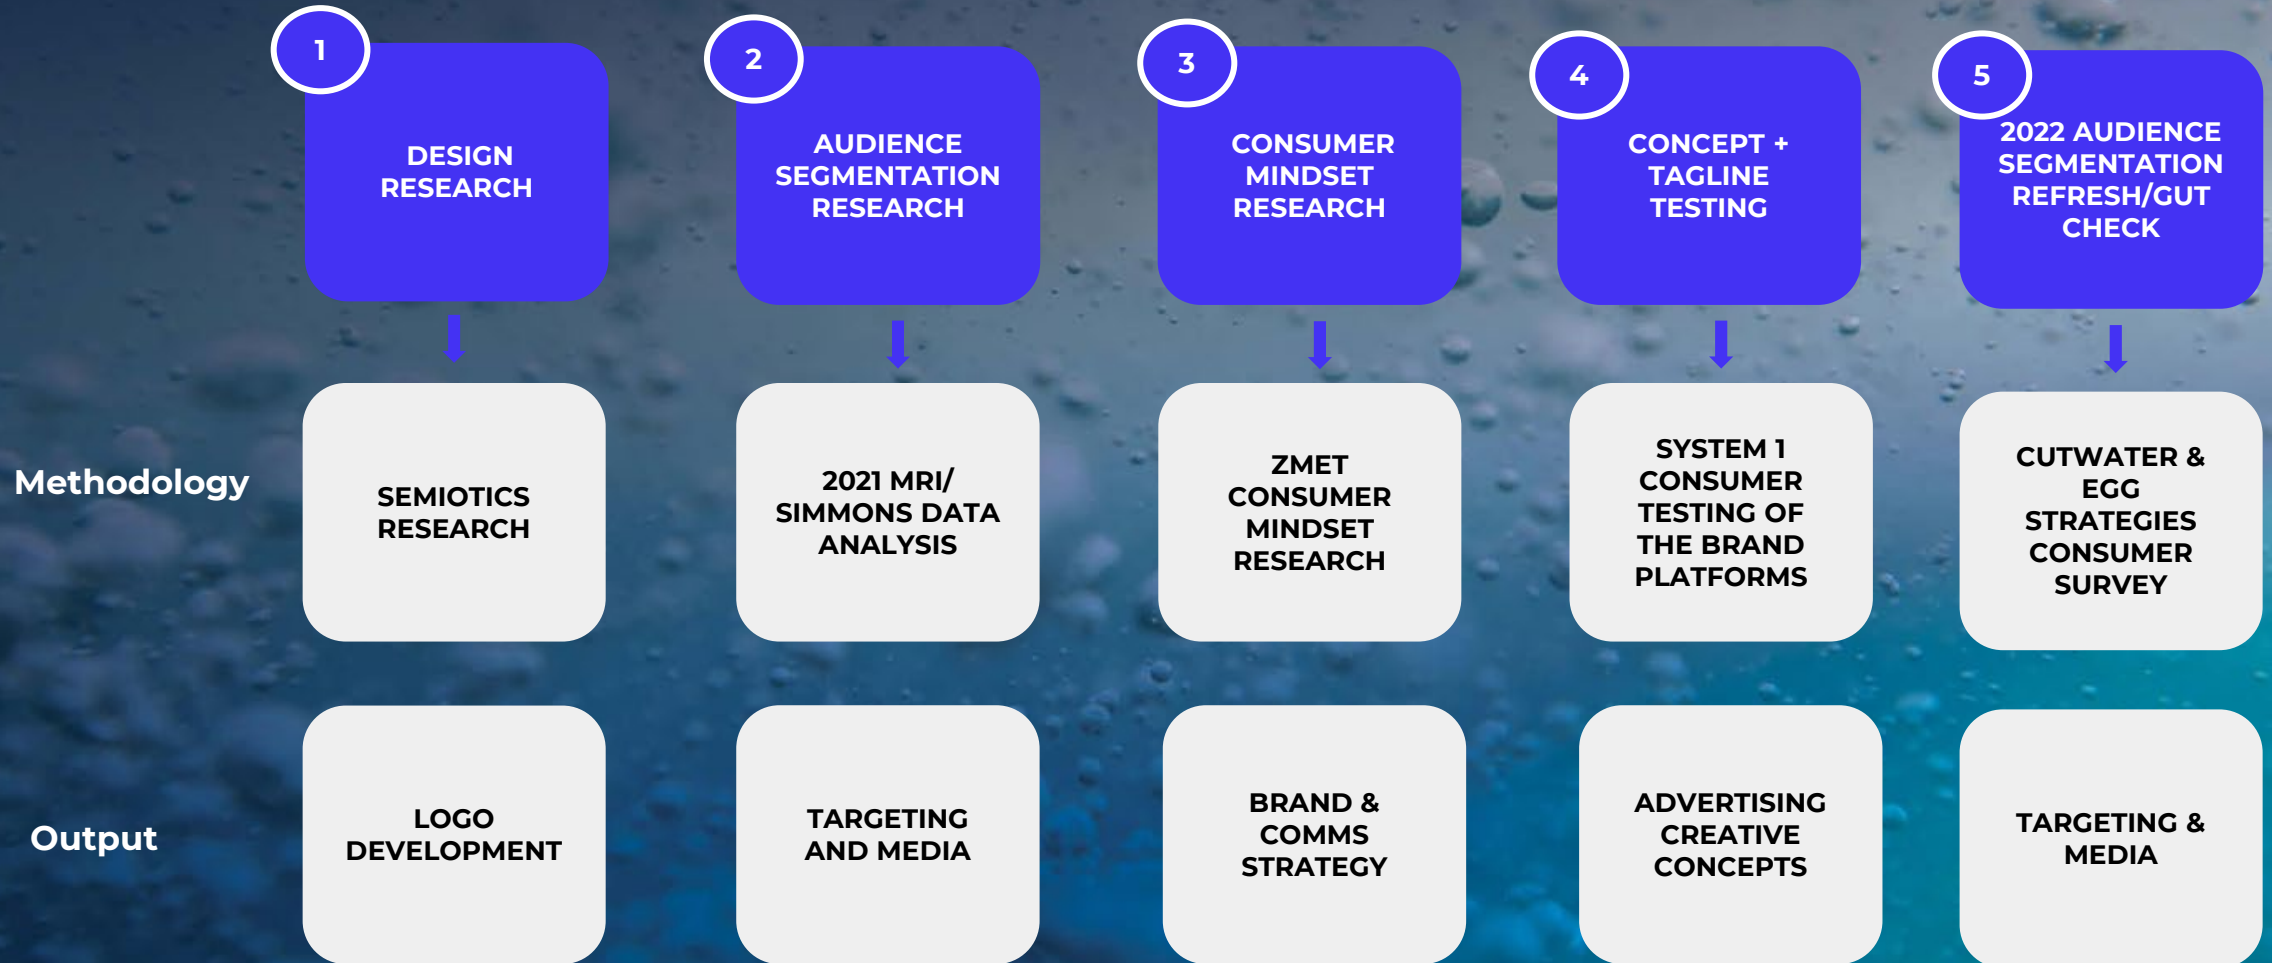 1
DESIGN
RESEARCH
2
AUDIENCE
SEGMENTATION
RESEARCH
3
CONSUMER
MINDSET
RESEARCH
4
CONCEPT +
TAGLINE
TESTING
5
2022 AUDIENCE
SEGMENTATION
REFRESH/GUT
CHECK
Methodology
SEMIOTICS
RESEARCH
2021 MRI/
SIMMONS DATA
ANALYSIS
ZMET
CONSUMER
MINDSET
RESEARCH
SYSTEM 1
CONSUMER
TESTING OF
THE BRAND
PLATFORMS
CUTWATER &
EGG
STRATEGIES
CONSUMER
SURVEY
Output
LOGO
DEVELOPMENT
TARGETING
AND MEDIA
BRAND &
COMMS
STRATEGY
ADVERTISING
CREATIVE
CONCEPTS
TARGETING &
MEDIA